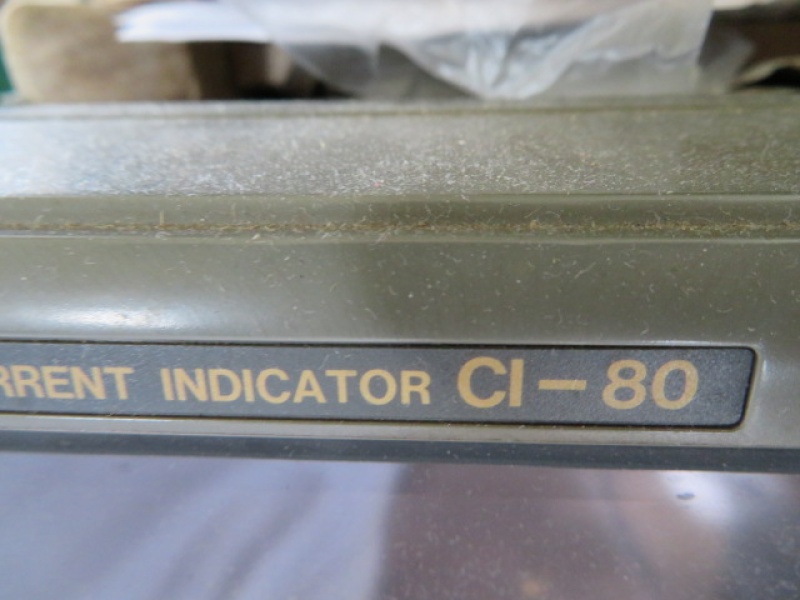 RRENT INDICATOR CI-80